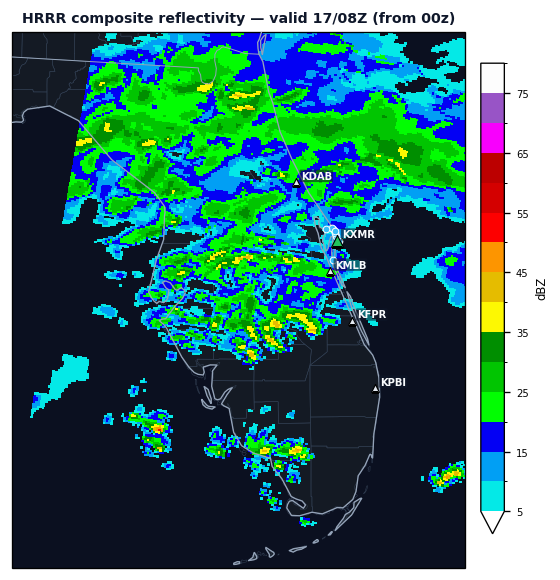 HRRR composite reflectivity — valid 17/08Z (from 00z)
KDAB
KXMR
KMLB
KFPR
KPBI
75
65
55
45
35
25
15
5
dBZ